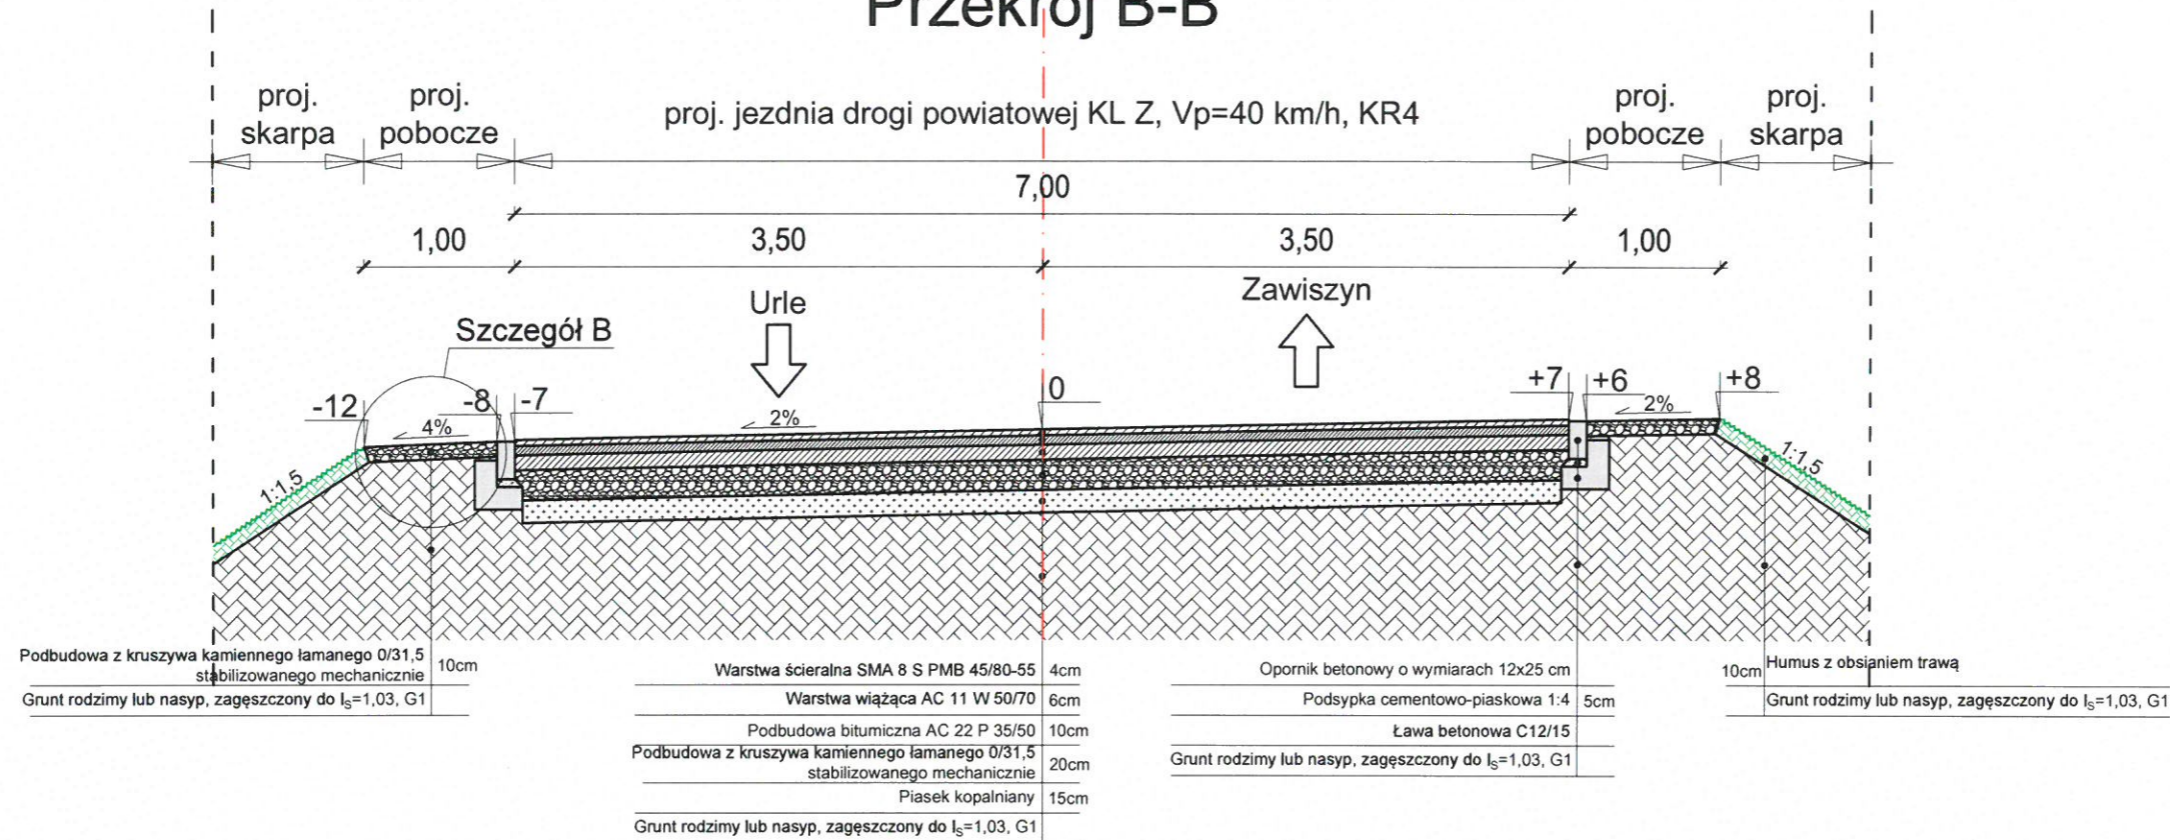 Przekrój B-B
proj. skarpa
proj. pobocze
proj. jezdnia drogi powiatowej KL Z, Vp=40 km/h, KR4
proj. pobocze
proj. skarpa
7,00
1,00
3,50
3,50
1,00
Urle
Zawiszyn
Szczegół B
-12
-8
-7
0
+7
+6
+8
4%
2%
2%
1:1,5
1:1,5
Podbudowa z kruszywa kamiennego łamanego 0/31,5
stabilizowanego mechanicznie
10cm
Grunt rodzimy lub nasyp, zagęszczony do Is=1,03, G1
Warstwa ścieralna SMA 8 S PMB 45/80-55 4cm
Warstwa wiążąca AC 11 W 50/70 6cm
Podbudowa bitumiczna AC 22 P 35/50 10cm
Podbudowa z kruszywa kamiennego łamanego 0/31,5
stabilizowanego mechanicznie
20cm
Piasek kopalniany 15cm
Grunt rodzimy lub nasyp, zagęszczony do Is=1,03, G1
Opornik betonowy o wymiarach 12x25 cm
Podsypka cementowo-piaskowa 1:4 5cm
Ława betonowa C12/15
Grunt rodzimy lub nasyp, zagęszczony do Is=1,03, G1
10cm Humus z obsianiem trawą
Grunt rodzimy lub nasyp, zagęszczony do Is=1,03, G1